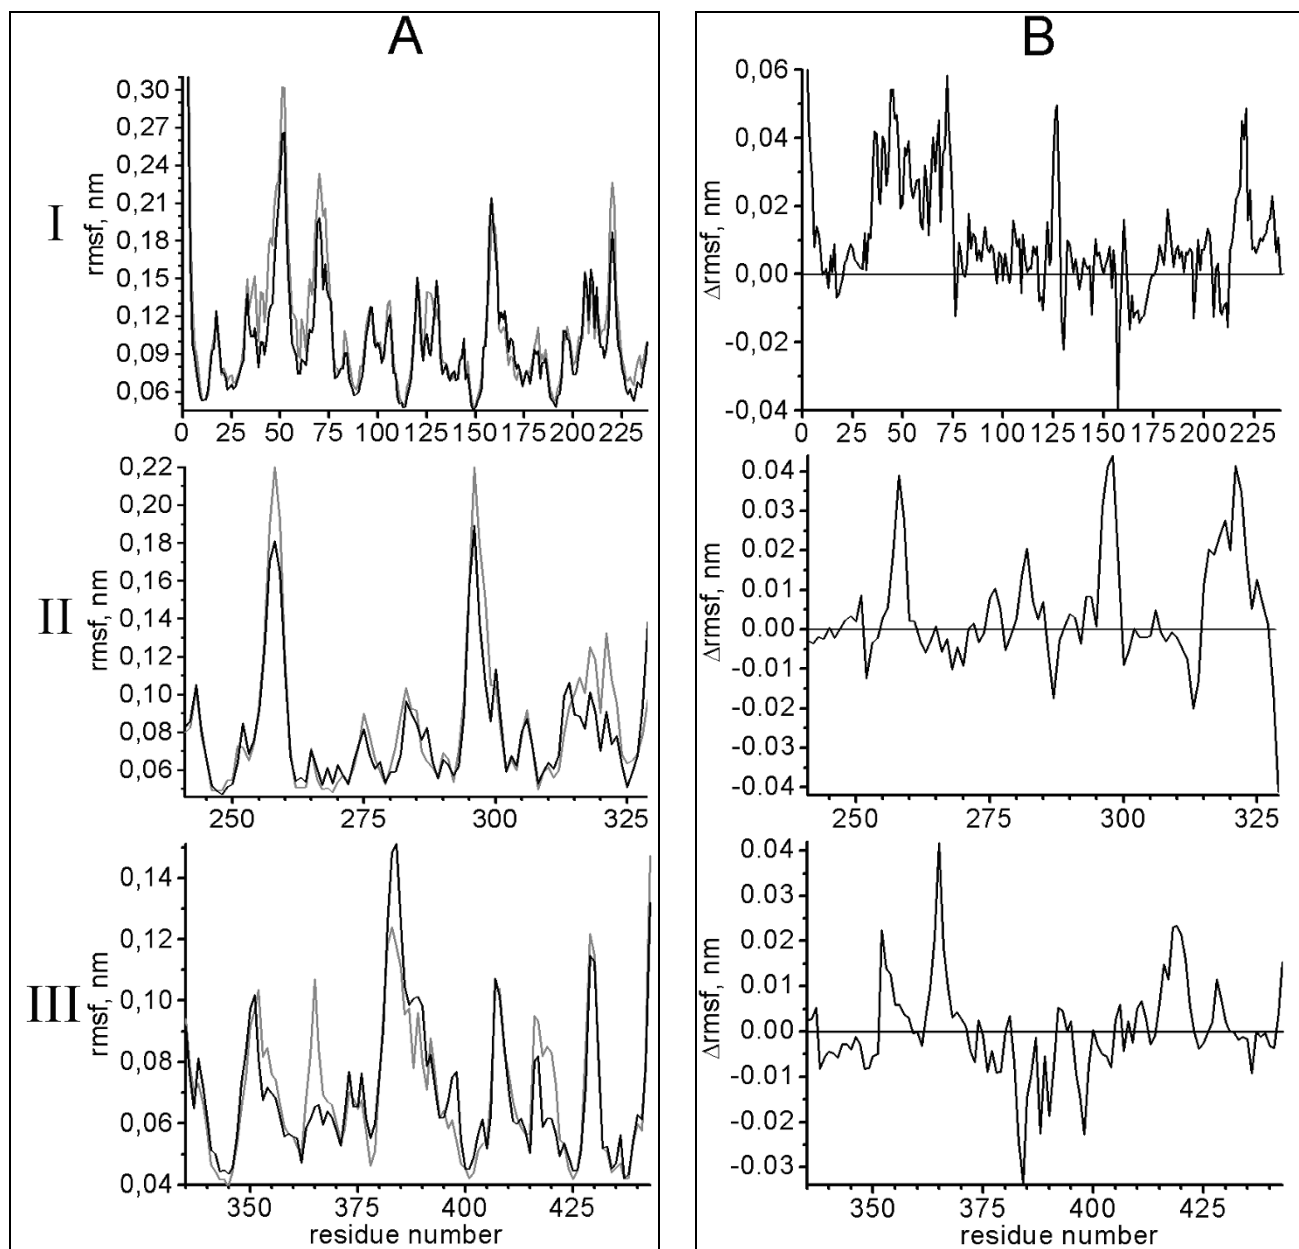 A
B
I
rmsf, nm
0,30
0,27
0,24
0,21
0,18
0,15
0,12
0,09
0,06
0 25 50 75 100 125 150 175 200 225
Δrmsf, nm
0,06
0,04
0,02
0,00
-0,02
-0,04
0 25 50 75 100 125 150 175 200 225
II
rmsf, nm
0,22
0,20
0,18
0,16
0,14
0,12
0,10
0,08
0,06
250 275 300 325
Δrmsf, nm
0.04
0.03
0.02
0.01
0.00
-0.01
-0.02
-0.03
-0.04
250 275 300 325
III
rmsf, nm
0,14
0,12
0,10
0,08
0,06
0,04
350 375 400 425
residue number
Δrmsf, nm
0.04
0.03
0.02
0.01
0.00
-0.01
-0.02
-0.03
350 375 400 425
residue number